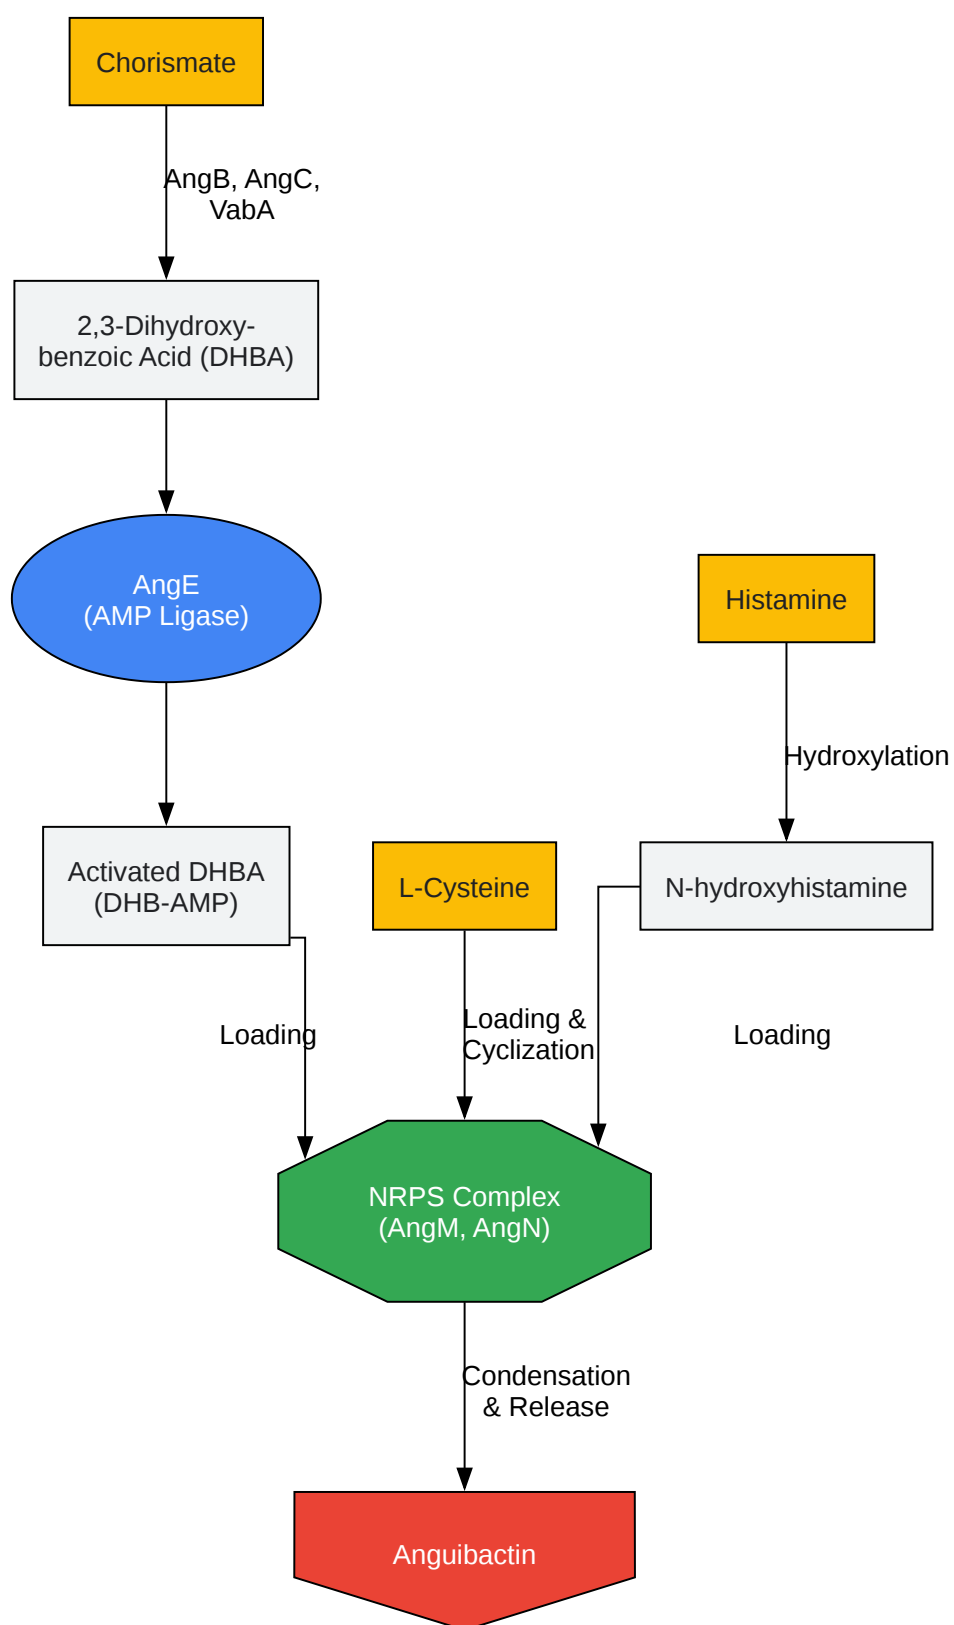 Chorismate
AngB, AngC,
VabA
2,3-Dihydroxy-
benzoic Acid (DHBA)
AngE
(AMP Ligase)
Histamine
Hydroxylation
Activated DHBA
(DHB-AMP)
L-Cysteine
N-hydroxyhistamine
Loading
Loading &
Cyclization
Loading
NRPS Complex
(AngM, AngN)
Condensation
& Release
Anguibactin